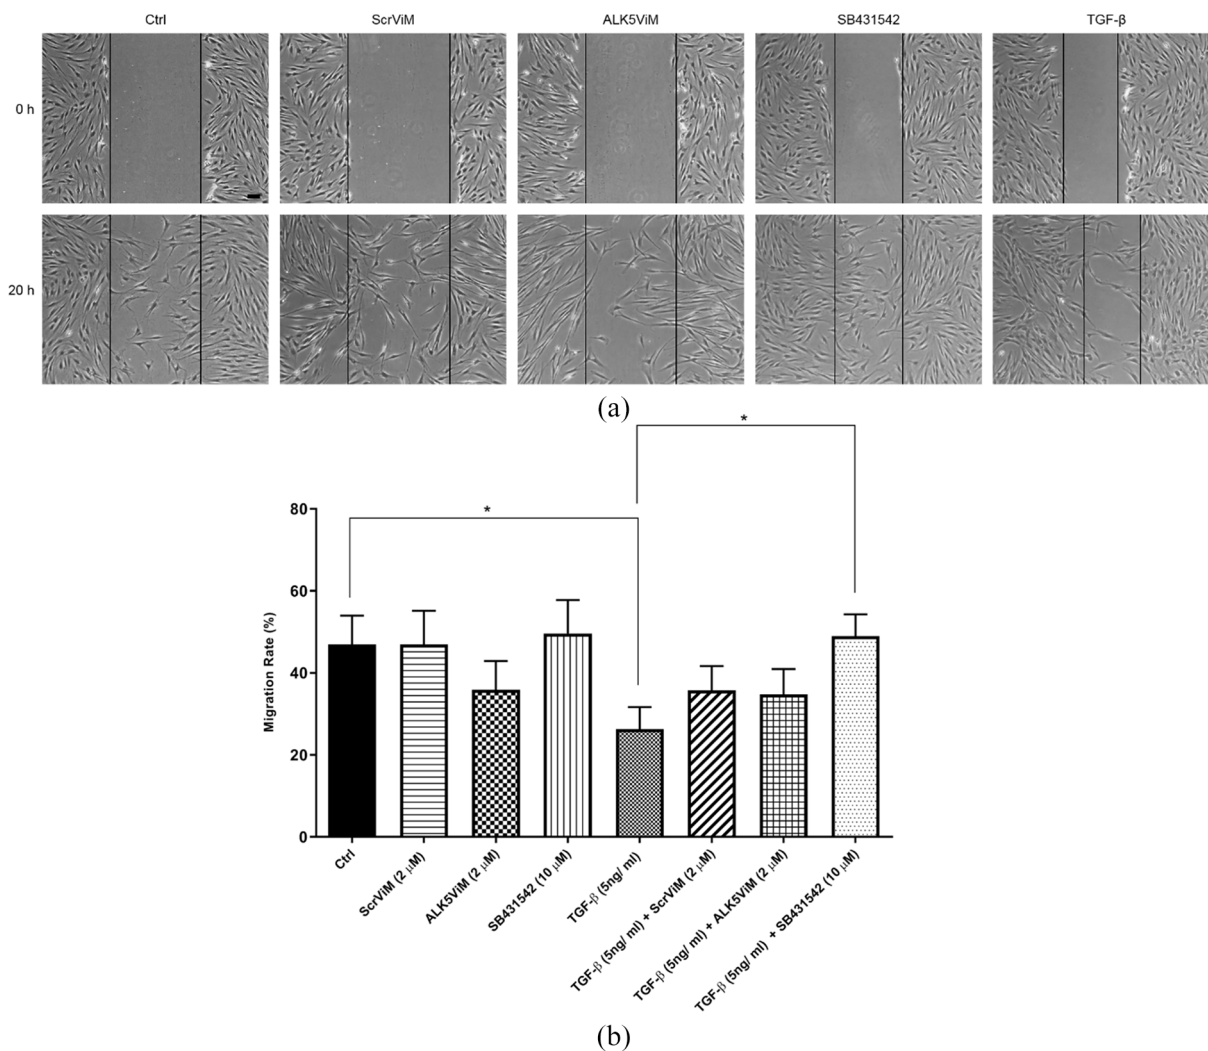 Ctrl ScrViM ALK5ViM SB431542 TGF-β
0 h
20 h
(a)
*
*
80
60
40
20
0
Migration Rate (%)
Ctrl
ScrViM (2 μM)
ALK5ViM (2 μM)
SB431542 (10 μM)
TGF-β (5ng/ ml)
TGF-β (5ng/ ml) + ScrViM (2 μM)
TGF-β (5ng/ ml) + ALK5ViM (2 μM)
TGF-β (5ng/ ml) + SB431542 (10 μM)
(b)